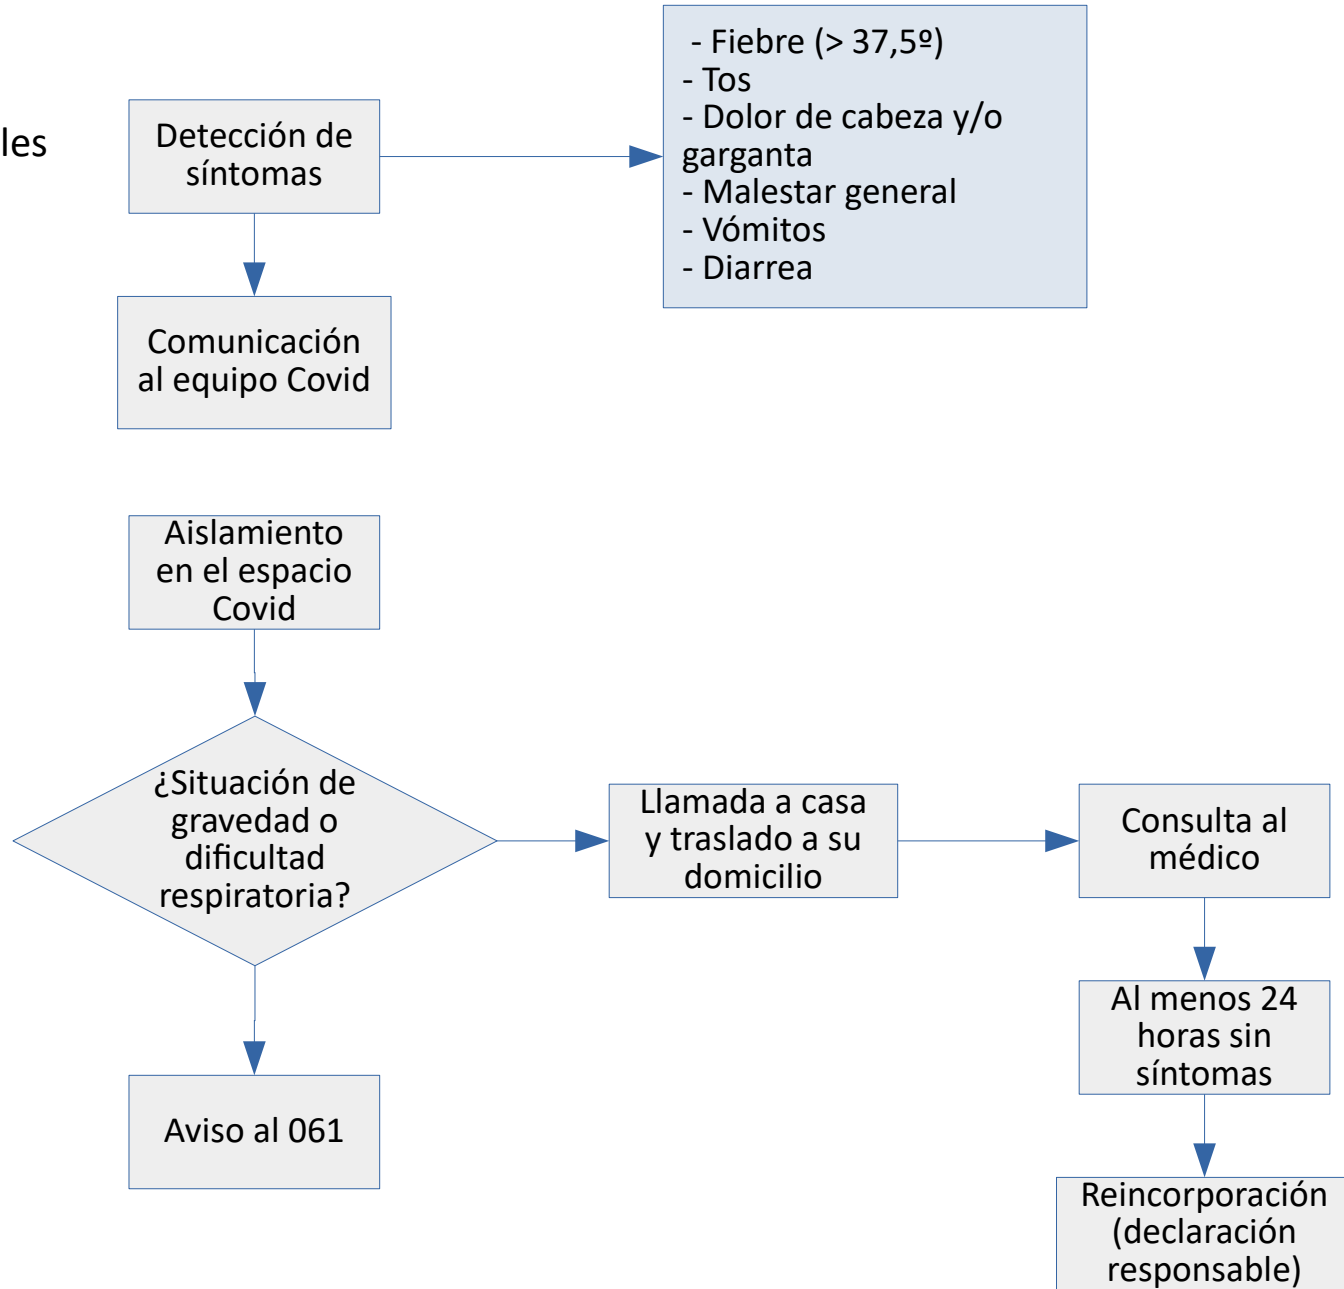 les
Detección de
síntomas
- Fiebre (> 37,5º)
- Tos
- Dolor de cabeza y/o
garganta
- Malestar general
- Vómitos
- Diarrea
Comunicación
al equipo Covid
Aislamiento
en el espacio
Covid
¿Situación de
gravedad o
dificultad
respiratoria?
Llamada a casa
y traslado a su
domicilio
Consulta al
médico
Al menos 24
horas sin
síntomas
Aviso al 061
Reincorporación
(declaración
responsable)